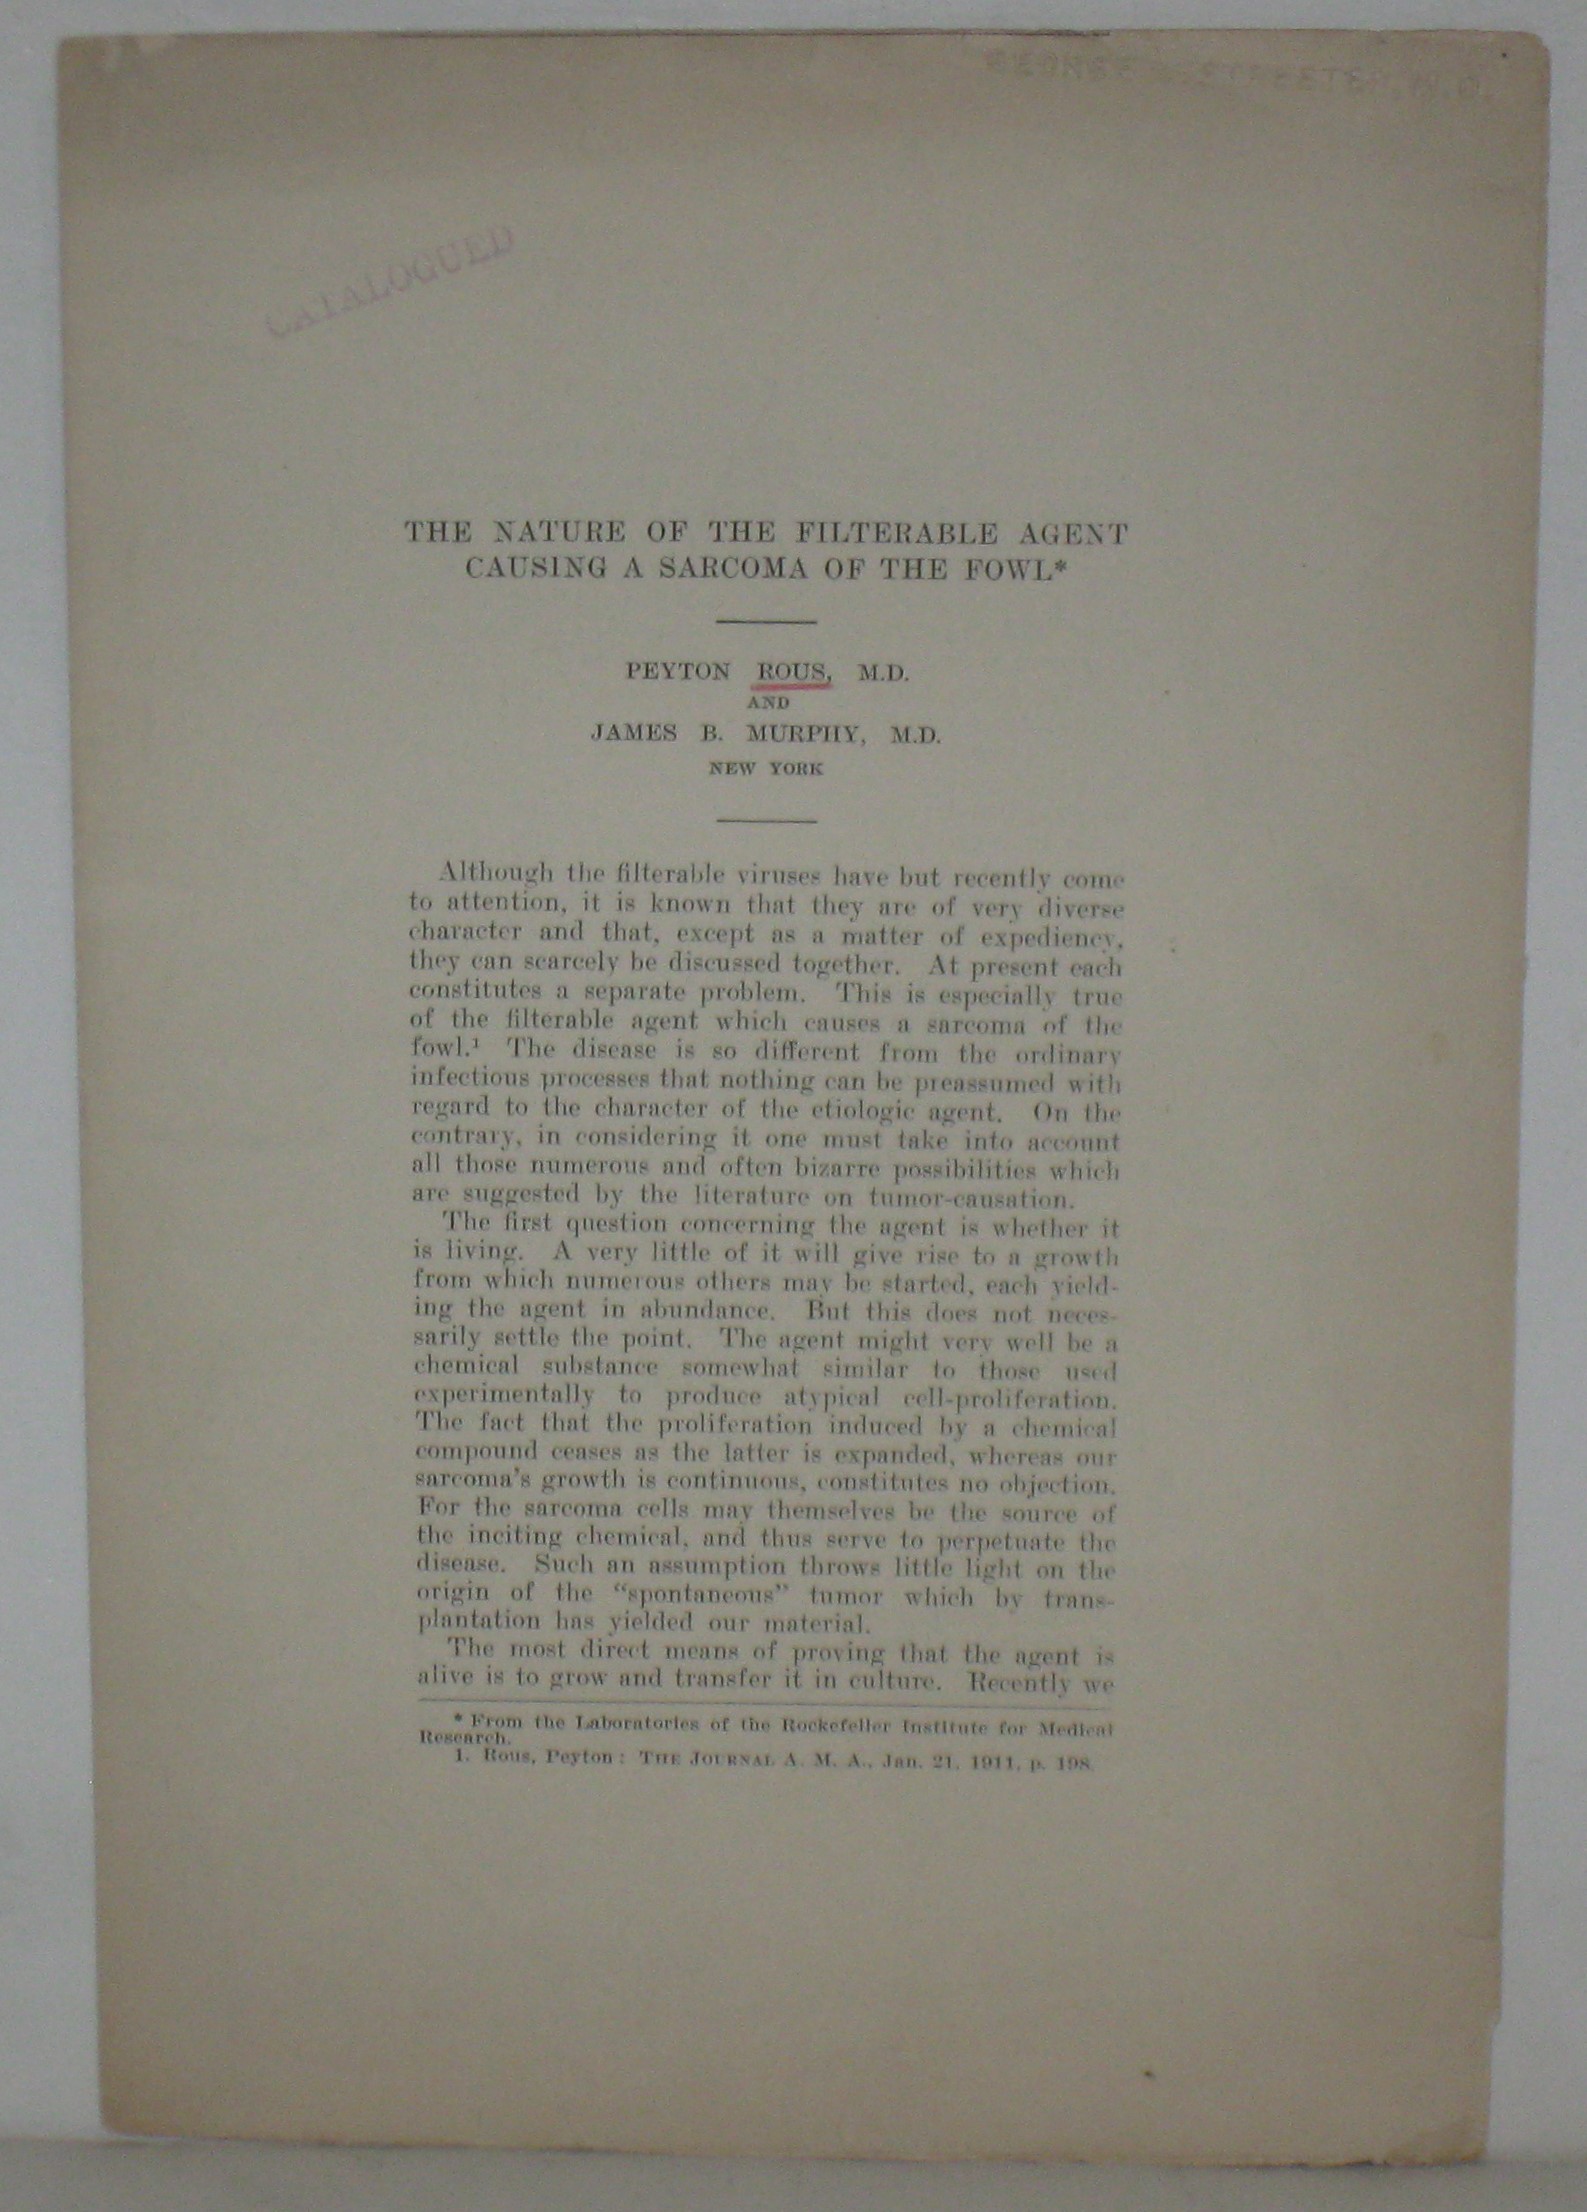 STREETER, M.D.
CATALOGUED
THE NATURE OF THE FILTERABLE AGENT
CAUSING A SARCOMA OF THE FOWL*
PEYTON ROUS, M.D.
AND
JAMES B. MURPHY, M.D.
NEW YORK
Although the filterable viruses have but recently come
to attention, it is known that they are of very diverse
character and that, except as a matter of expediency,
they can scarcely be discussed together. At present each
constitutes a separate problem. This is especially true
of the filterable agent which causes a sarcoma of the
fowl.¹ The disease is so different from the ordinary
infectious processes that nothing can be preassumed with
regard to the character of the etiologic agent. On the
contrary, in considering it one must take into account
all those numerous and often bizarre possibilities which
are suggested by the literature on tumor-causation.
The first question concerning the agent is whether it
is living. A very little of it will give rise to a growth
from which numerous others may be started, each yield-
ing the agent in abundance. But this does not neces-
sarily settle the point. The agent might very well be a
chemical substance somewhat similar to those used
experimentally to produce atypical cell-proliferation.
The fact that the proliferation induced by a chemical
compound ceases as the latter is expanded, whereas our
sarcoma's growth is continuous, constitutes no objection.
For the sarcoma cells may themselves be the source of
the inciting chemical, and thus serve to perpetuate the
disease. Such an assumption throws little light on the
origin of the "spontaneous" tumor which by trans-
plantation has yielded our material.
The most direct means of proving that the agent is
alive is to grow and transfer it in culture. Recently we
* From the Laboratories of the Rockefeller Institute for Medical
Research.
1. Rous, Peyton: THE JOURNAL A. M. A., Jan. 21, 1911, p. 198.